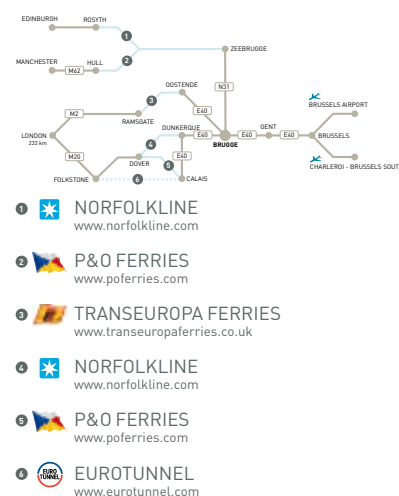 EDINBURGH
ROSYTH
1
ZEEBRUGGE
2
MANCHESTER
HULL
M62
OOSTENDE
N31
BRUSSELS AIRPORT
3
M2
E40
RAMSGATE
DUNKERQUE
GENT
LONDON
233 km
4
E40
E40
E40
BRUSSELS
BRUGGE
M20
E40
DOVER
5
CHARLEROI - BRUSSELS SOUT
FOLKSTONE
6
CALAIS
1 NORFOLKLINE
www.norfolkline.com
2 P&O FERRIES
www.poferries.com
3 TRANSEUROPA FERRIES
www.transeuropaferries.co.uk
4 NORFOLKLINE
www.norfolkline.com
5 P&O FERRIES
www.poferries.com
6 EURO TUNNEL EUROTUNNEL
www.eurotunnel.com